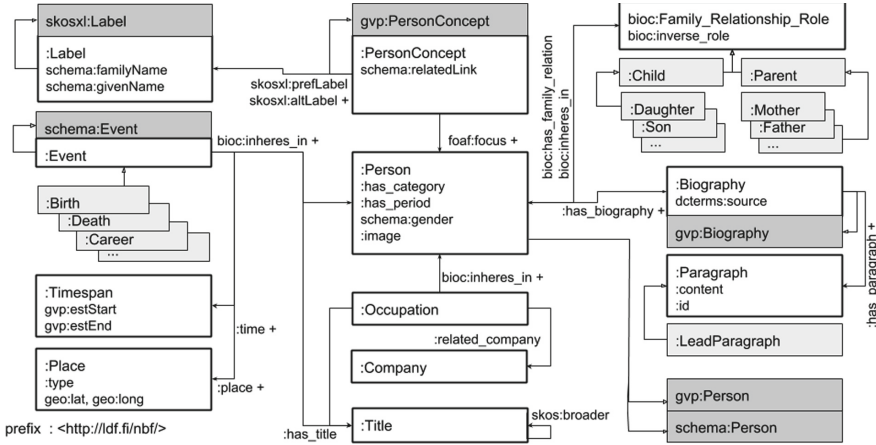 skosxl:Label
:Label
schema:familyName
schema:givenName
gvp:PersonConcept
:PersonConcept
schema:relatedLink
skosxl:prefLabel
skosxl:altLabel +
bioc:Family_Relationship_Role
bioc:inverse_role
:Child
:Parent
:Daughter
:Son
...
:Mother
:Father
...
bioc:has_family_relation
bioc:inheres_in
schema:Event
:Event
bioc:inheres_in +
foaf:focus +
:Birth
:Death
:Career
...
:Person
:has_category
:has_period
schema:gender
:image
:has_biography +
:Biography
dcterms:source
gvp:Biography
:has_paragraph +
:Paragraph
:content
:id
:LeadParagraph
:Timespan
gvp:estStart
gvp:estEnd
:time +
bioc:inheres_in +
:Occupation
:related_company
:Company
:Place
:type
geo:lat, geo:long
:place +
:has_title
:Title
skos:broader
gvp:Person
schema:Person
prefix : <http://ldf.fi/nbf/>